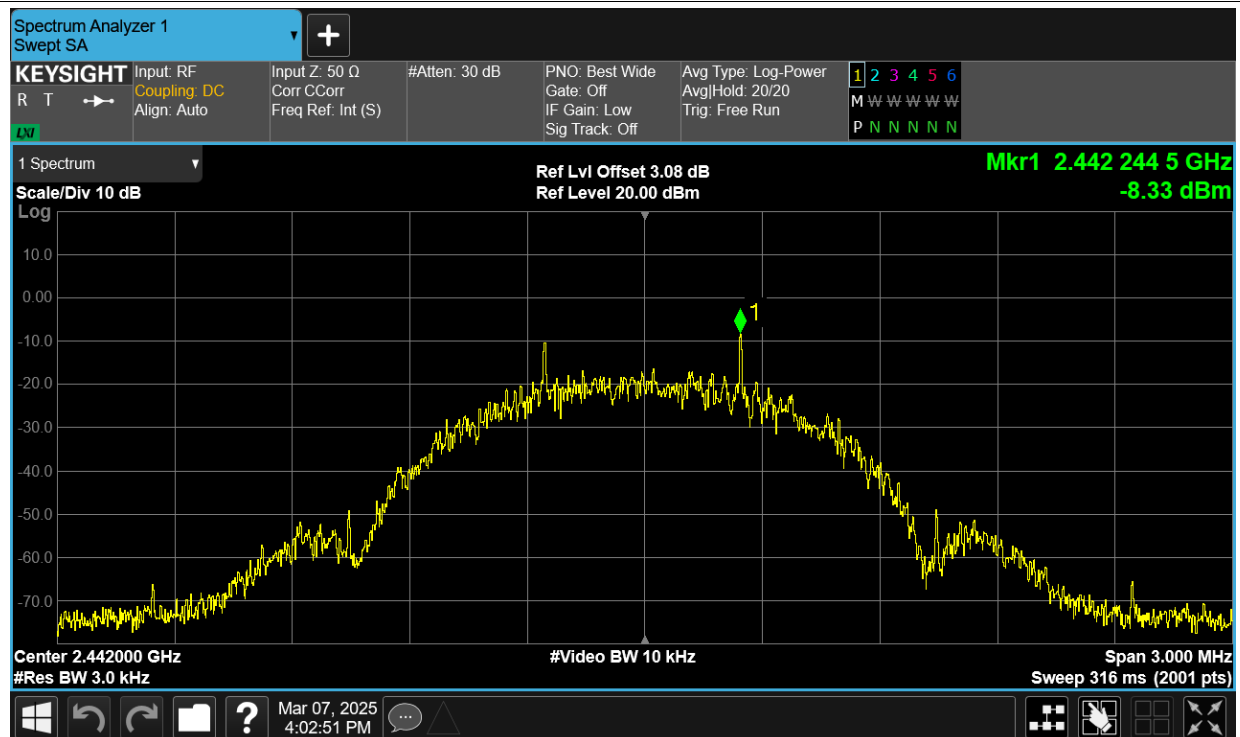 Spectrum Analyzer 1
Swept SA
+
KEYSIGHT
R T
LXI
Input: RF
Coupling: DC
Align: Auto
Input Z: 50 Ω
Corr CCorr
Freq Ref: Int (S)
#Atten: 30 dB
PNO: Best Wide
Gate: Off
IF Gain: Low
Sig Track: Off
Avg Type: Log-Power
Avg|Hold: 20/20
Trig: Free Run
1 2 3 4 5 6
M W W W W W
P N N N N N
1 Spectrum
Scale/Div 10 dB
Log
Ref Lvl Offset 3.08 dB
Ref Level 20.00 dBm
Mkr1 2.442 244 5 GHz
-8.33 dBm
10.0
0.00
-10.0
-20.0
-30.0
-40.0
-50.0
-60.0
-70.0
1
Center 2.442000 GHz
#Res BW 3.0 kHz
#Video BW 10 kHz
Span 3.000 MHz
Sweep 316 ms (2001 pts)
?
Mar 07, 2025
4:02:51 PM